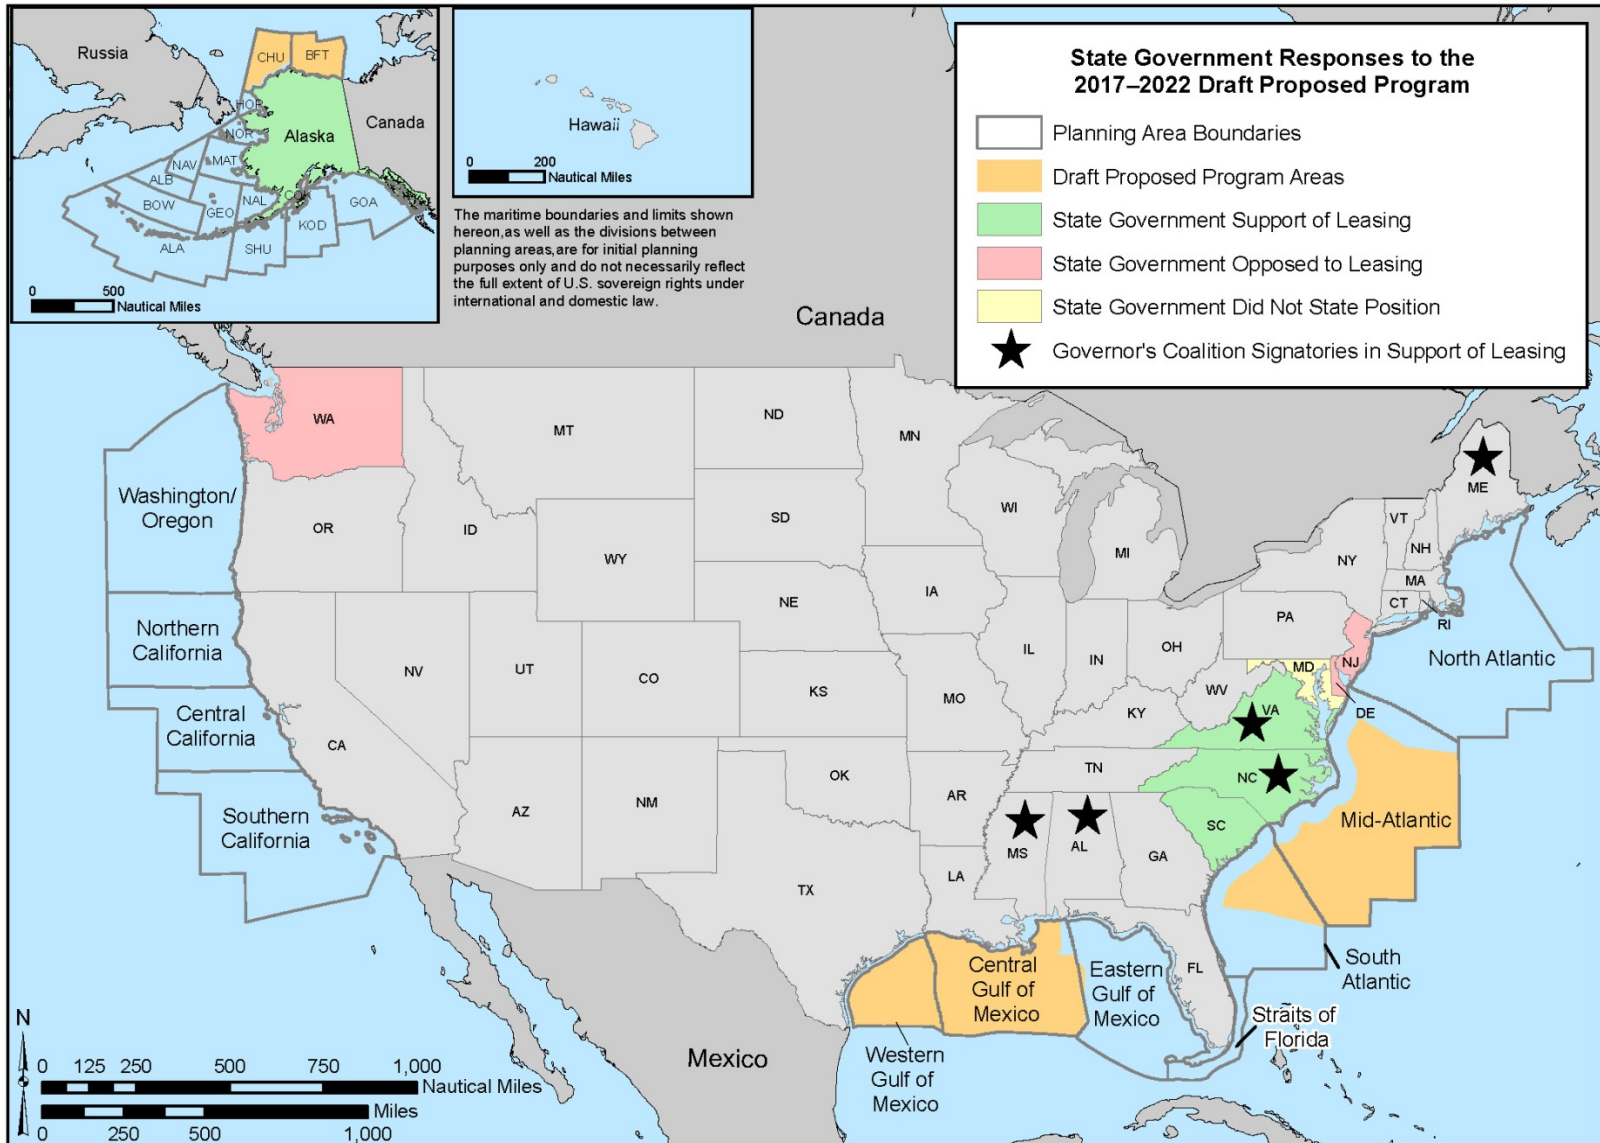 Russia
CHU
BFT
HOP
NOR
Alaska
Canada
NAV
MAT
ALB
BOW
GEO
NAL
COK
KOD
GOA
ALA
SHU
0 500
Nautical Miles
Hawaii
0 200
Nautical Miles
The maritime boundaries and limits shown
hereon,as well as the divisions between
planning areas,are for initial planning
purposes only and do not necessarily reflect
the full extent of U.S. sovereign rights under
international and domestic law.
State Government Responses to the
2017–2022 Draft Proposed Program
Planning Area Boundaries
Draft Proposed Program Areas
State Government Support of Leasing
State Government Opposed to Leasing
State Government Did Not State Position
Governor's Coalition Signatories in Support of Leasing
Canada
WA
MT
ND
MN
OR
ID
WY
SD
WI
MI
ME
VT
NH
NY
MA
CT
RI
NE
IA
PA
NJ
NV
UT
CO
KS
MO
IL
IN
OH
WV
MD
DE
VA
KY
CA
AZ
NM
OK
AR
TN
NC
SC
TX
LA
MS
AL
GA
FL
Washington/
Oregon
Northern
California
Central
California
Southern
California
North Atlantic
Mid-Atlantic
South
Atlantic
Straits of
Florida
Eastern
Gulf of
Mexico
Central
Gulf of
Mexico
Western
Gulf of
Mexico
Mexico
N
0 125 250 500 750 1,000
Nautical Miles
Miles
0 250 500 1,000